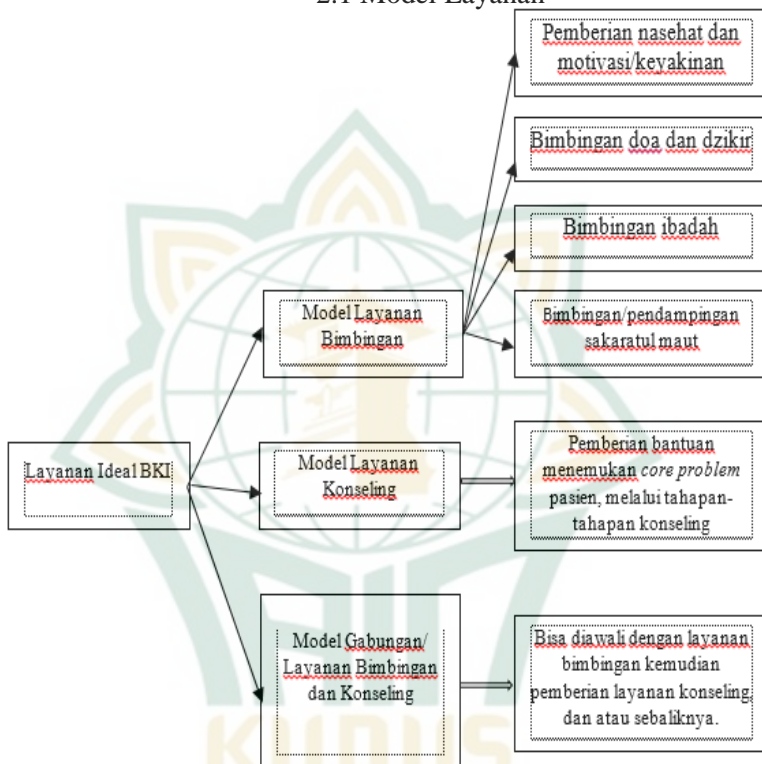 2.1 Model Layanan
Pemberian nasehat dan
motivasi/keyakinan
Bimbingan doa dan dzikir
Bimbingan ibadah
Model Layanan
Bimbingan
Bimbingan/pendampingan
sakaratul maut
Layanan Ideal BKI
Model Layanan
Konseling
Pemberian bantuan
menemukan core problem
pasien, melalui tahapan-
tahapan konseling
Model Gabungan/
Layanan Bimbingan
dan Konseling
Bisa diawali dengan layanan
bimbingan kemudian
pemberian layanan konseling,
dan atau sebaliknya.
IAIN
KUDUS